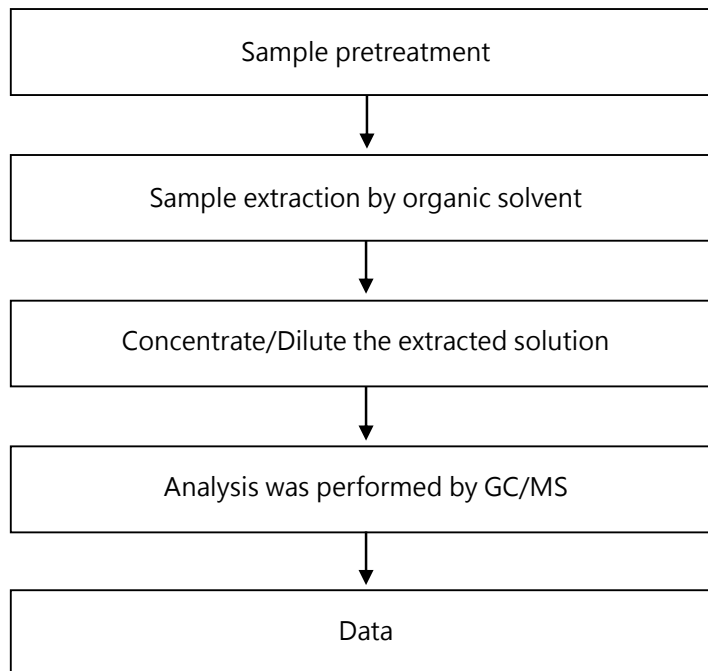 Sample pretreatment
Sample extraction by organic solvent
Concentrate/Dilute the extracted solution
Analysis was performed by GC/MS
Data